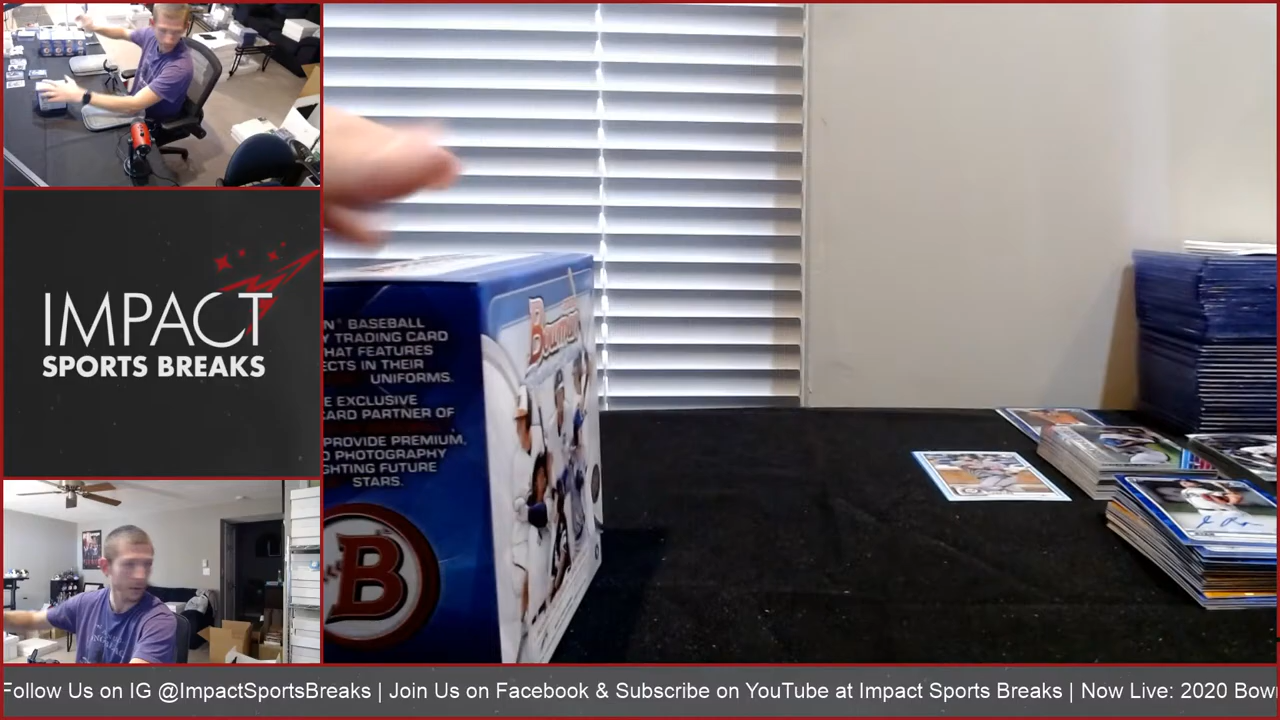 IMPACT
SPORTS BREAKS
N® BASEBALL
Y TRADING CARD
HAT FEATURES
ECTS IN THEIR
UNIFORMS.
E EXCLUSIVE
CARD PARTNER OF
PROVIDE PREMIUM,
D PHOTOGRAPHY
GHTING FUTURE
STARS.
B
Bowman
Follow Us on IG @ImpactSportsBreaks | Join Us on Facebook & Subscribe on YouTube at Impact Sports Breaks | Now Live: 2020 Bow